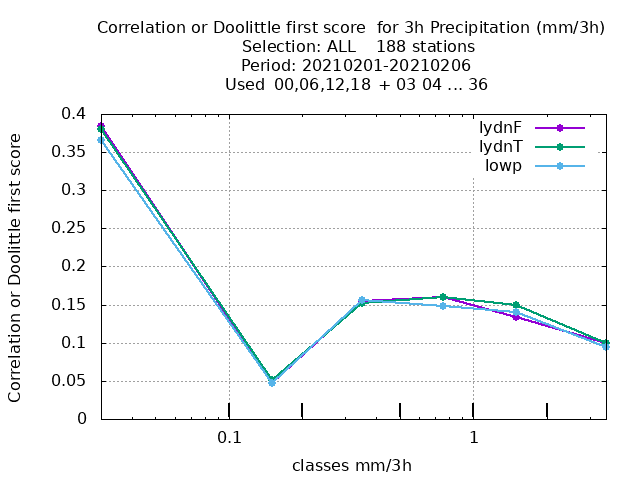 Correlation or Doolittle first score  for 3h Precipitation (mm/3h)
Selection: ALL    188 stations
Period: 20210201-20210206
Used  00,06,12,18  + 03 04 ... 36
lydnF
lydnT
lowp
Correlation or Doolittle first score
0.4
0.35
0.3
0.25
0.2
0.15
0.1
0.05
0
0.1
1
classes mm/3h